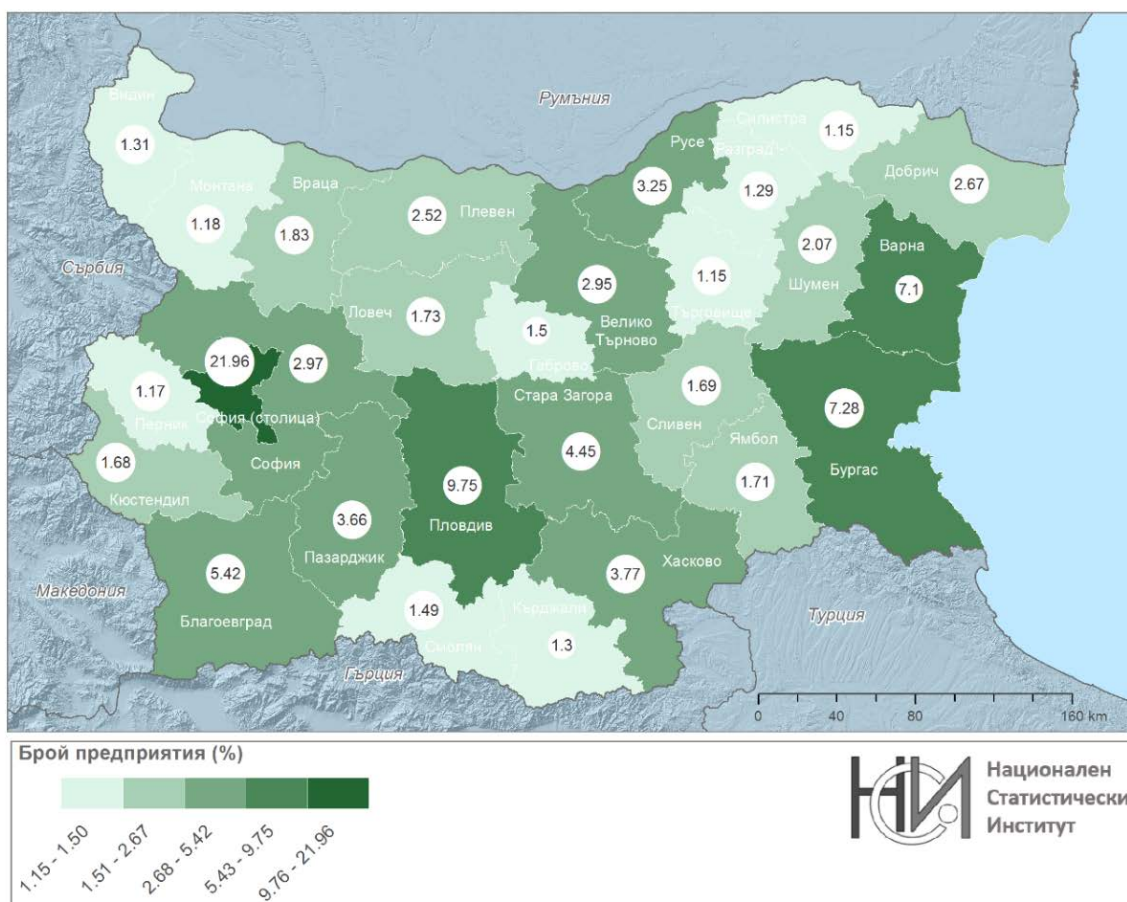 Румъния
Видин
1.31
Монтана
1.18
Враца
1.83
2.52
Плевен
Русе
3.25
Силистра
1.15
Разград
1.29
Добрич
2.67
Сърбия
Ловеч
1.73
1.5
Габрово
2.95
Велико
Търново
1.15
Търговище
2.07
Шумен
Варна
7.1
21.96
София (столица)
2.97
София
1.17
Перник
1.68
Кюстендил
Стара Загора
4.45
1.69
Сливен
Ямбол
1.71
7.28
Бургас
9.75
Пловдив
3.66
Пазарджик
5.42
Благоевград
Македония
1.49
Смолян
Кърджали
1.3
3.77
Хасково
Гърция
Турция
0 40 80 160 km
Брой предприятия (%)
1.15 - 1.50
1.51 - 2.67
2.68 - 5.42
5.43 - 9.75
9.76 - 21.96
НСИ
Национален
Статистически
Институт